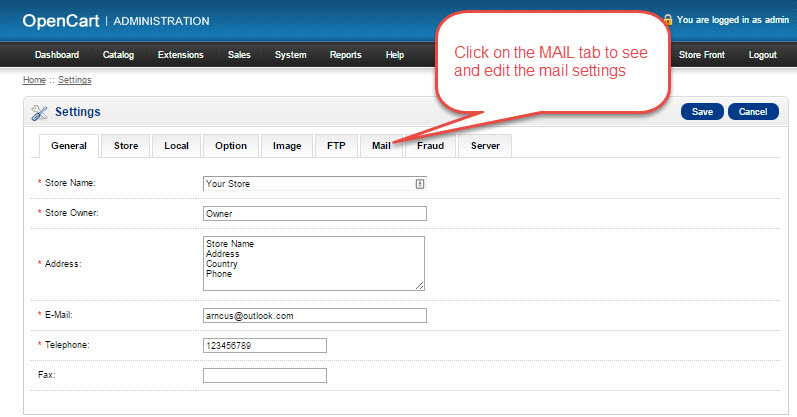 OpenCart | ADMINISTRATION
You are logged in as admin
Dashboard Catalog Extensions Sales System Reports Help Store Front Logout
Click on the MAIL tab to see
and edit the mail settings
Home :: Settings
Settings
Save Cancel
General Store Local Option Image FTP Mail Fraud Server
* Store Name: Your Store
* Store Owner: Owner
* Address:
Store Name
Address
Country
Phone
* E-Mail: arncus@outlook.com
* Telephone: 123456789
Fax: